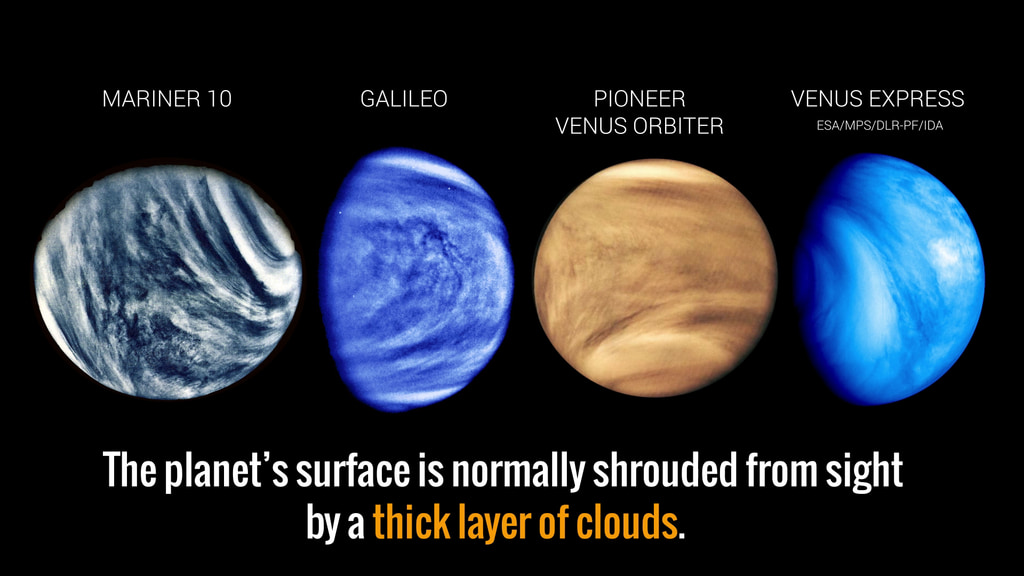 MARINER 10
GALILEO
PIONEER
VENUS ORBITER
VENUS EXPRESS
ESA/MPS/DLR-PF/IDA
The planet’s surface is normally shrouded from sight
by a thick layer of clouds.